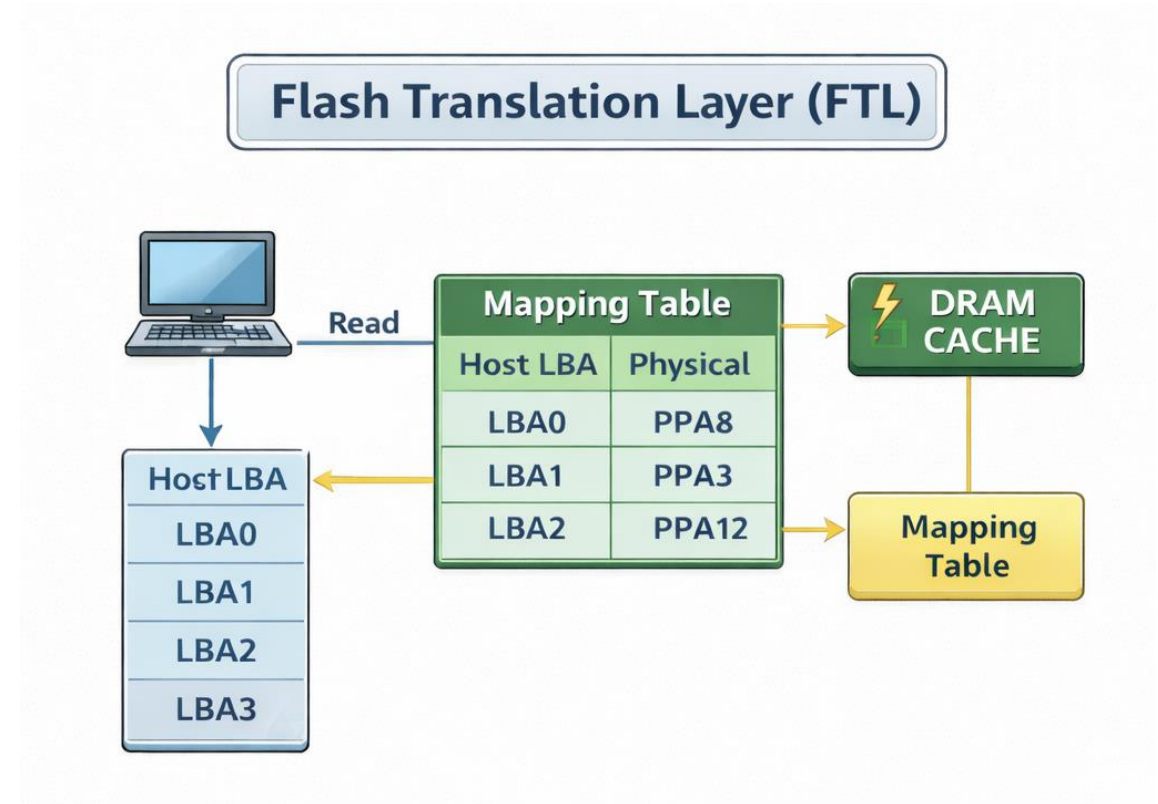 Flash Translation Layer (FTL)
Read
Mapping Table
Host LBA Physical
LBA0 PPA8
LBA1 PPA3
LBA2 PPA12
DRAM
CACHE
Mapping
Table
Host LBA
LBA0
LBA1
LBA2
LBA3